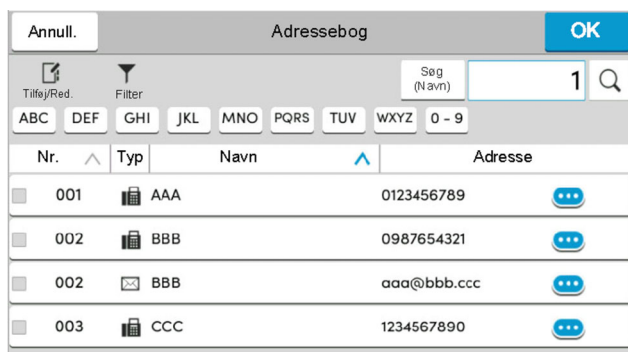 Annull. Adressebog OK
Tilføj/Red. Filter Søg (Navn) 1
ABC DEF GHI JKL MNO PQRS TUV WXYZ 0 - 9
Nr. Typ Navn Adresse
001 AAA 0123456789
002 BBB 0987654321
002 BBB aaa@bbb.ccc
003 CCC 1234567890